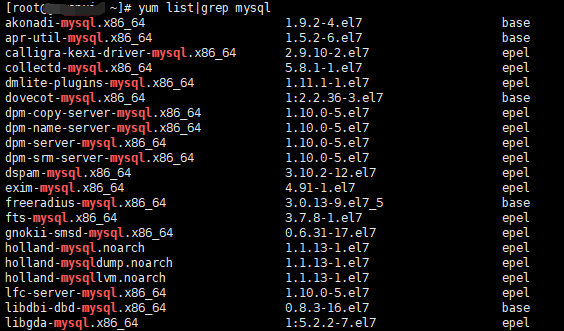 [root@ ~]# yum list|grep mysql
akonadi-mysql.x86_64 1.9.2-4.el7 base
apr-util-mysql.x86_64 1.5.2-6.el7 base
calligra-kexi-driver-mysql.x86_64 2.9.10-2.el7 epel
collectd-mysql.x86_64 5.8.1-1.el7 epel
dmlite-plugins-mysql.x86_64 1.11.1-1.el7 epel
dovecot-mysql.x86_64 1:2.2.36-3.el7 base
dpm-copy-server-mysql.x86_64 1.10.0-5.el7 epel
dpm-name-server-mysql.x86_64 1.10.0-5.el7 epel
dpm-server-mysql.x86_64 1.10.0-5.el7 epel
dpm-srm-server-mysql.x86_64 1.10.0-5.el7 epel
dspam-mysql.x86_64 3.10.2-12.el7 epel
exim-mysql.x86_64 4.91-1.el7 epel
freeradius-mysql.x86_64 3.0.13-9.el7_5 base
fts-mysql.x86_64 3.7.8-1.el7 epel
gnokii-smsd-mysql.x86_64 0.6.31-17.el7 epel
holland-mysql.noarch 1.1.13-1.el7 epel
holland-mysqldump.noarch 1.1.13-1.el7 epel
holland-mysqllvm.noarch 1.1.13-1.el7 epel
lfc-server-mysql.x86_64 1.10.0-5.el7 epel
libdbi-dbd-mysql.x86_64 0.8.3-16.el7 base
libgda-mysql.x86_64 1:5.2.2-7.el7 epel